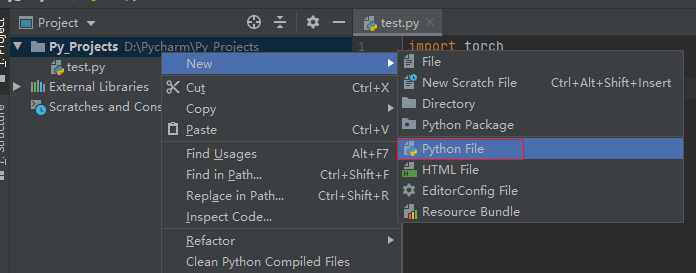 Project
test.py
Py_Projects D:\Pycharm\Py_Projects
1
import torch
test.py
External Libraries
Scratches and Cons
New
Cut Ctrl+X
Copy
Paste Ctrl+V
Find Usages Alt+F7
Find in Path... Ctrl+Shift+F
Replace in Path... Ctrl+Shift+R
Inspect Code...
Refactor
Clean Python Compiled Files
File
New Scratch File Ctrl+Alt+Shift+Insert
Directory
Python Package
Python File
HTML File
EditorConfig File
Resource Bundle
1: Project
7: Structure